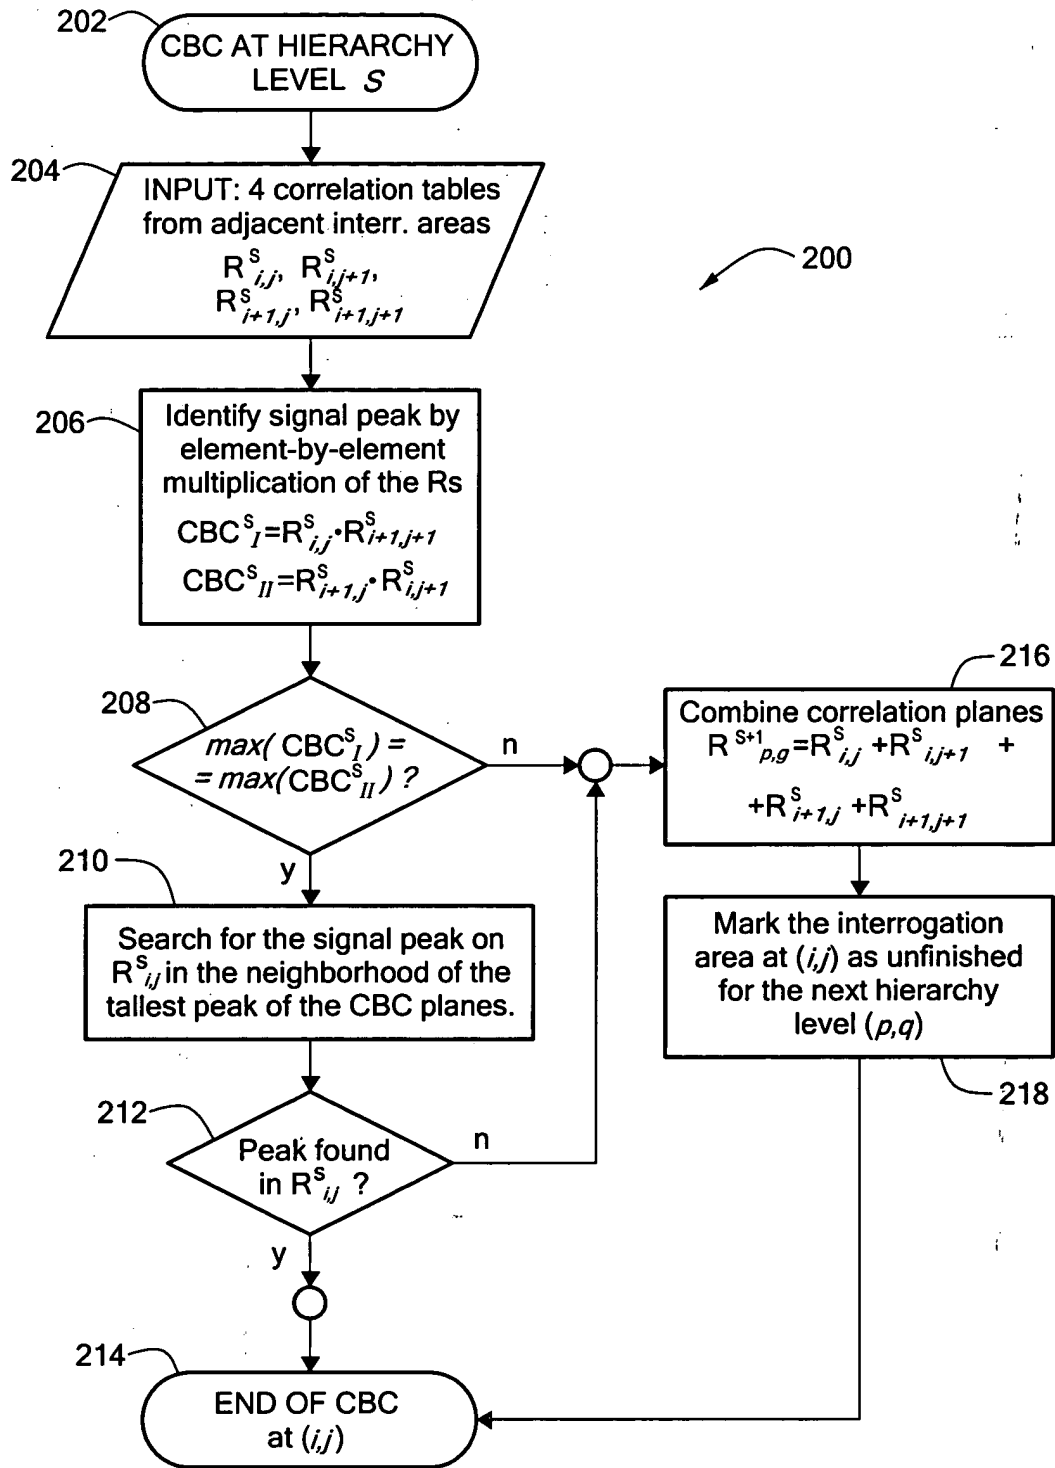 202
CBC AT HIERARCHY
LEVEL S
204
INPUT: 4 correlation tables
from adjacent interr. areas
R^S_{i,j}, R^S_{i,j+1},
R^S_{i+1,j}, R^S_{i+1,j+1}
200
206
Identify signal peak by
element-by-element
multiplication of the Rs
CBC^S_I=R^S_{i,j}·R^S_{i+1,j+1}
CBC^S_{II}=R^S_{i+1,j}·R^S_{i,j+1}
208
max(CBC^S_I)=
=max(CBC^S_{II}) ?
n
y
216
Combine correlation planes
R^{S+1}_{p,g}=R^S_{i,j}+R^S_{i,j+1} +
+R^S_{i+1,j}+R^S_{i+1,j+1}
210
Search for the signal peak on
R^S_{i,j} in the neighborhood of the
tallest peak of the CBC planes.
Mark the interrogation
area at (i,j) as unfinished
for the next hierarchy
level (p,q)
218
212
Peak found
in R^S_{i,j} ?
n
y
214
END OF CBC
at (i,j)